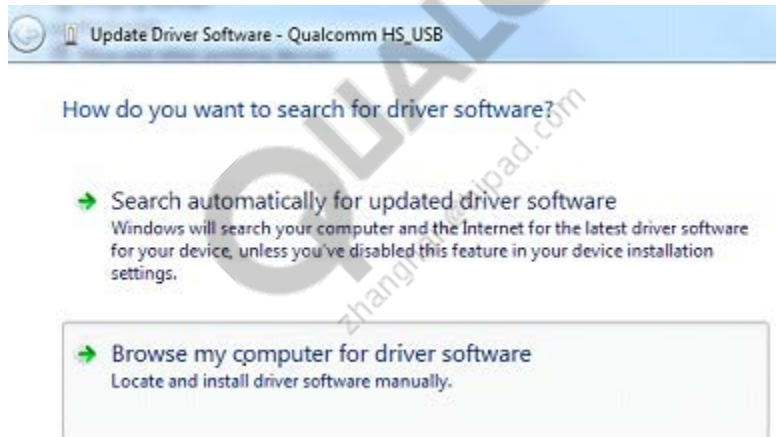 Update Driver Software - Qualcomm HS_USB
How do you want to search for driver software?
Search automatically for updated driver software
Windows will search your computer and the Internet for the latest driver software
for your device, unless you've disabled this feature in your device installation
settings.
Browse my computer for driver software
Locate and install driver software manually.
QUALC